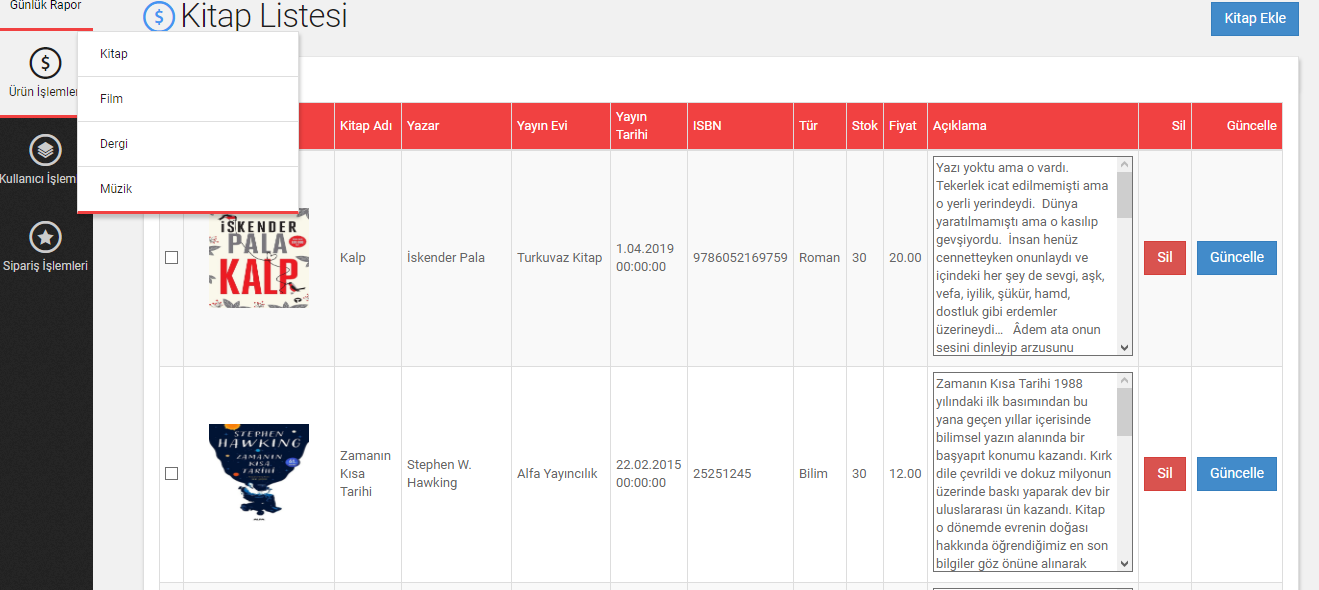 Günlük Rapor
Kitap Listesi
Kitap Ekle
Ürün İşlemler
Kullanıcı İşlem
Sipariş İşlemleri
Kitap
Film
Dergi
Müzik
Kitap Adı
Yazar
Yayın Evi
Yayın
Tarihi
ISBN
Tür
Stok
Fiyat
Açıklama
Sil
Güncelle
İSKENDER
PALA
KALP
Kalp
İskender Pala
Turkuvaz Kitap
1.04.2019
00:00:00
9786052169759
Roman
30
20.00
Yazı yoktu ama o vardı.
Tekerlek icat edilmemişti ama
o yerli yerindeydi. Dünya
yaratılmamıştı ama o kasılıp
gevşiyordu. İnsan henüz
cennetteyken onunlaydı ve
içindeki her şey de sevgi, aşk,
vefa, iyilik, şükür, hamd,
dostluk gibi erdemler
üzerineydi... Âdem ata onun
sesini dinleyip arzusunu
Sil
Güncelle
STEPHEN
HAWKING
ZAMANIN
KISA
TARİHİ
Zamanın
Kısa
Tarihi
Stephen W.
Hawking
Alfa Yayıncılık
22.02.2015
00:00:00
25251245
Bilim
30
12.00
Zamanın Kısa Tarihi 1988
yılındaki ilk basımından bu
yana geçen yıllar içerisinde
bilimsel yazın alanında bir
başyapıt konumu kazandı. Kırk
dile çevrildi ve dokuz milyonun
üzerinde baskı yaparak dev bir
uluslararası ün kazandı. Kitap
o dönemde evrenin doğası
hakkında öğrendiğimiz en son
bilgiler göz önüne alınarak
Sil
Güncelle